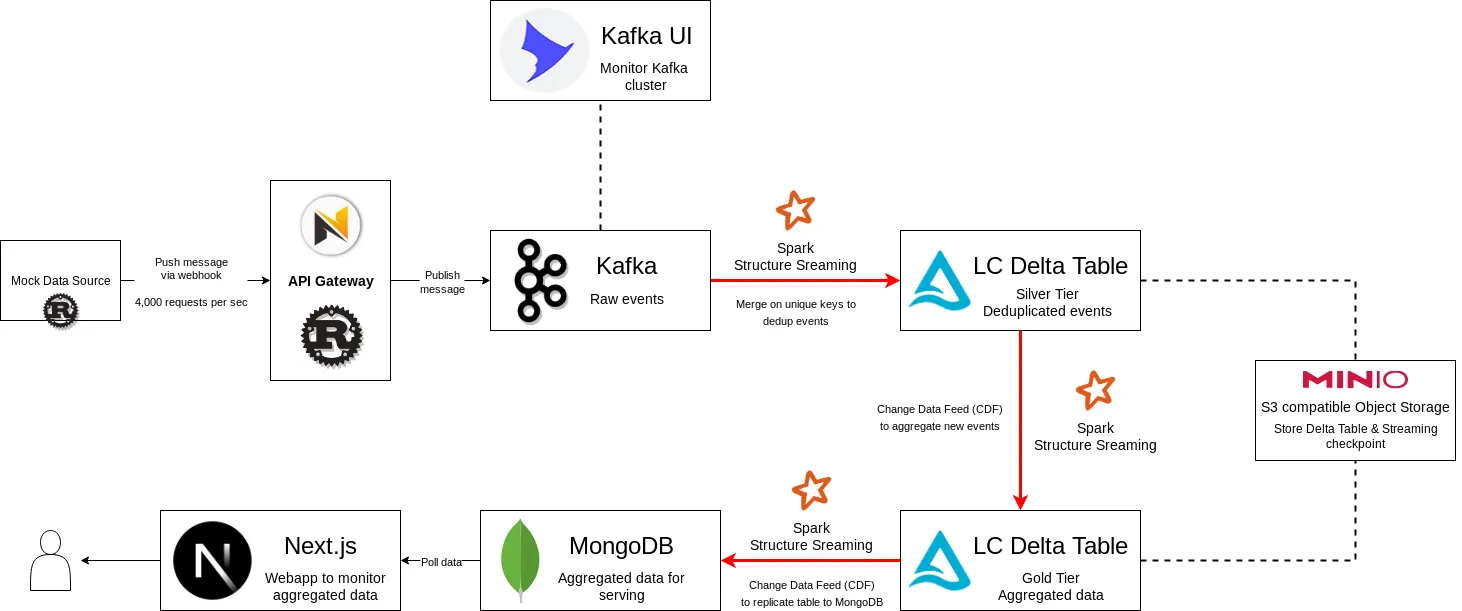 Kafka UI
Monitor Kafka
cluster
Mock Data Source
R
Push message
via webhook
4,000 requests per sec
N
API Gateway
R
Publish
message
Kafka
Raw events
Spark
Structure Sreaming
Merge on unique keys to
dedup events
LC Delta Table
Silver Tier
Deduplicated events
Change Data Feed (CDF)
to aggregate new events
Spark
Structure Sreaming
MINIO
S3 compatible Object Storage
Store Delta Table & Streaming
checkpoint
LC Delta Table
Gold Tier
Aggregated data
Spark
Structure Sreaming
Change Data Feed (CDF)
to replicate table to MongoDB
MongoDB
Aggregated data for
serving
Poll data
N
Next.js
Webapp to monitor
aggregated data